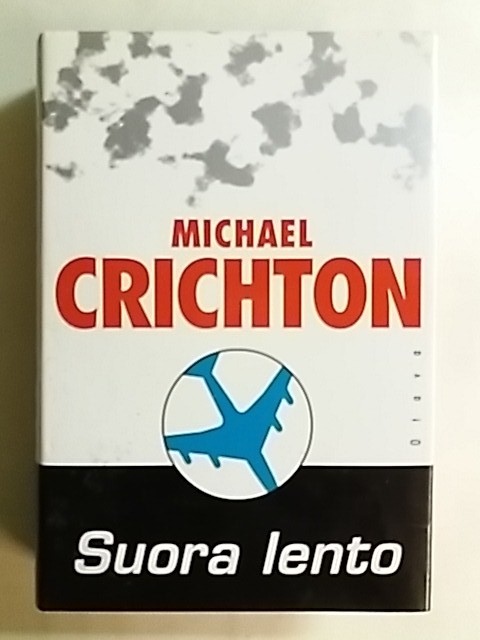 MICHAEL
CRICHTON
Otava
Suora lento